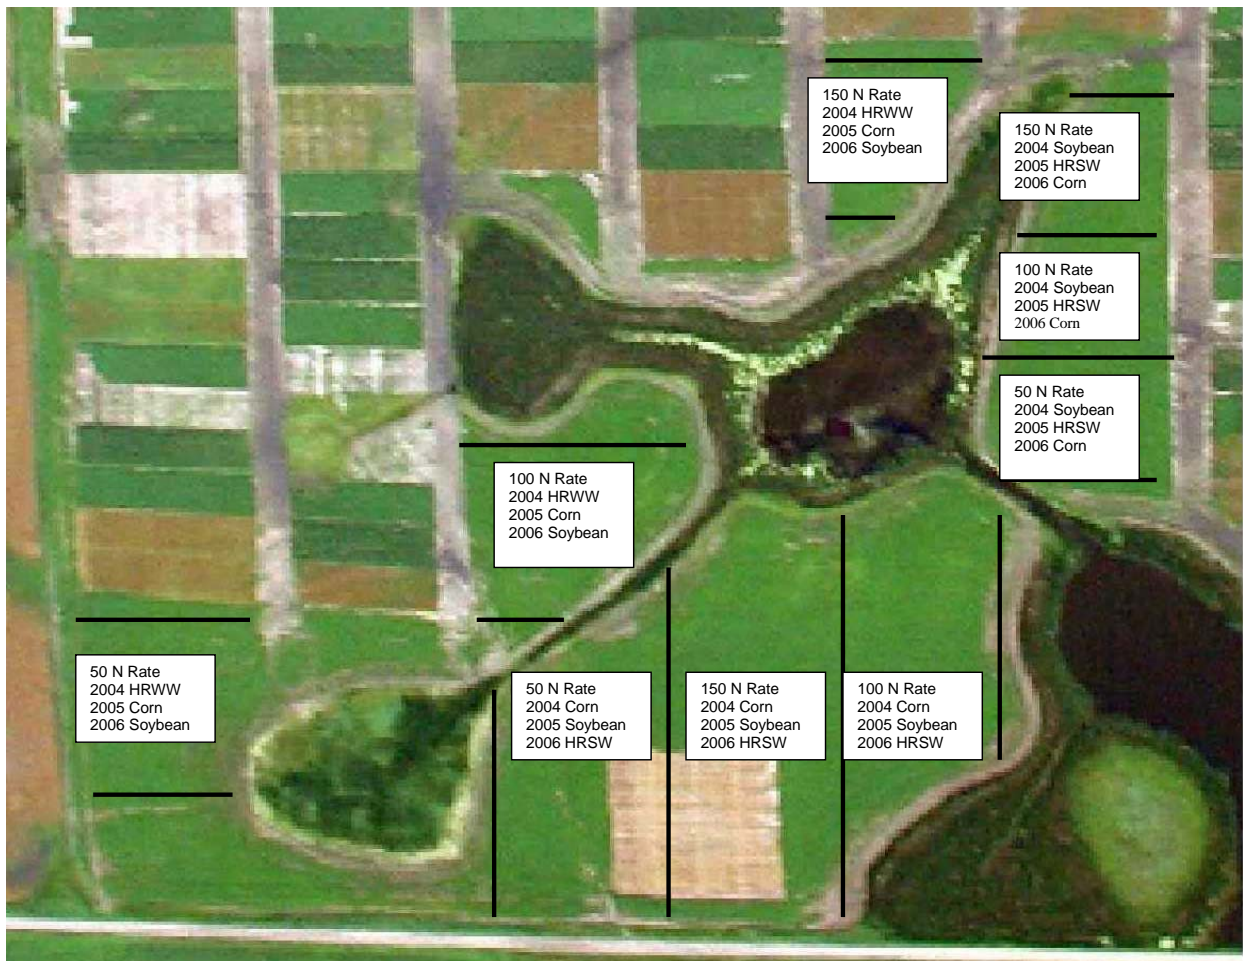 150 N Rate
2004 HRWW
2005 Corn
2006 Soybean
150 N Rate
2004 Soybean
2005 HRSW
2006 Corn
100 N Rate
2004 Soybean
2005 HRSW
2006 Corn
50 N Rate
2004 Soybean
2005 HRSW
2006 Corn
100 N Rate
2004 HRWW
2005 Corn
2006 Soybean
50 N Rate
2004 HRWW
2005 Corn
2006 Soybean
50 N Rate
2004 Corn
2005 Soybean
2006 HRSW
150 N Rate
2004 Corn
2005 Soybean
2006 HRSW
100 N Rate
2004 Corn
2005 Soybean
2006 HRSW